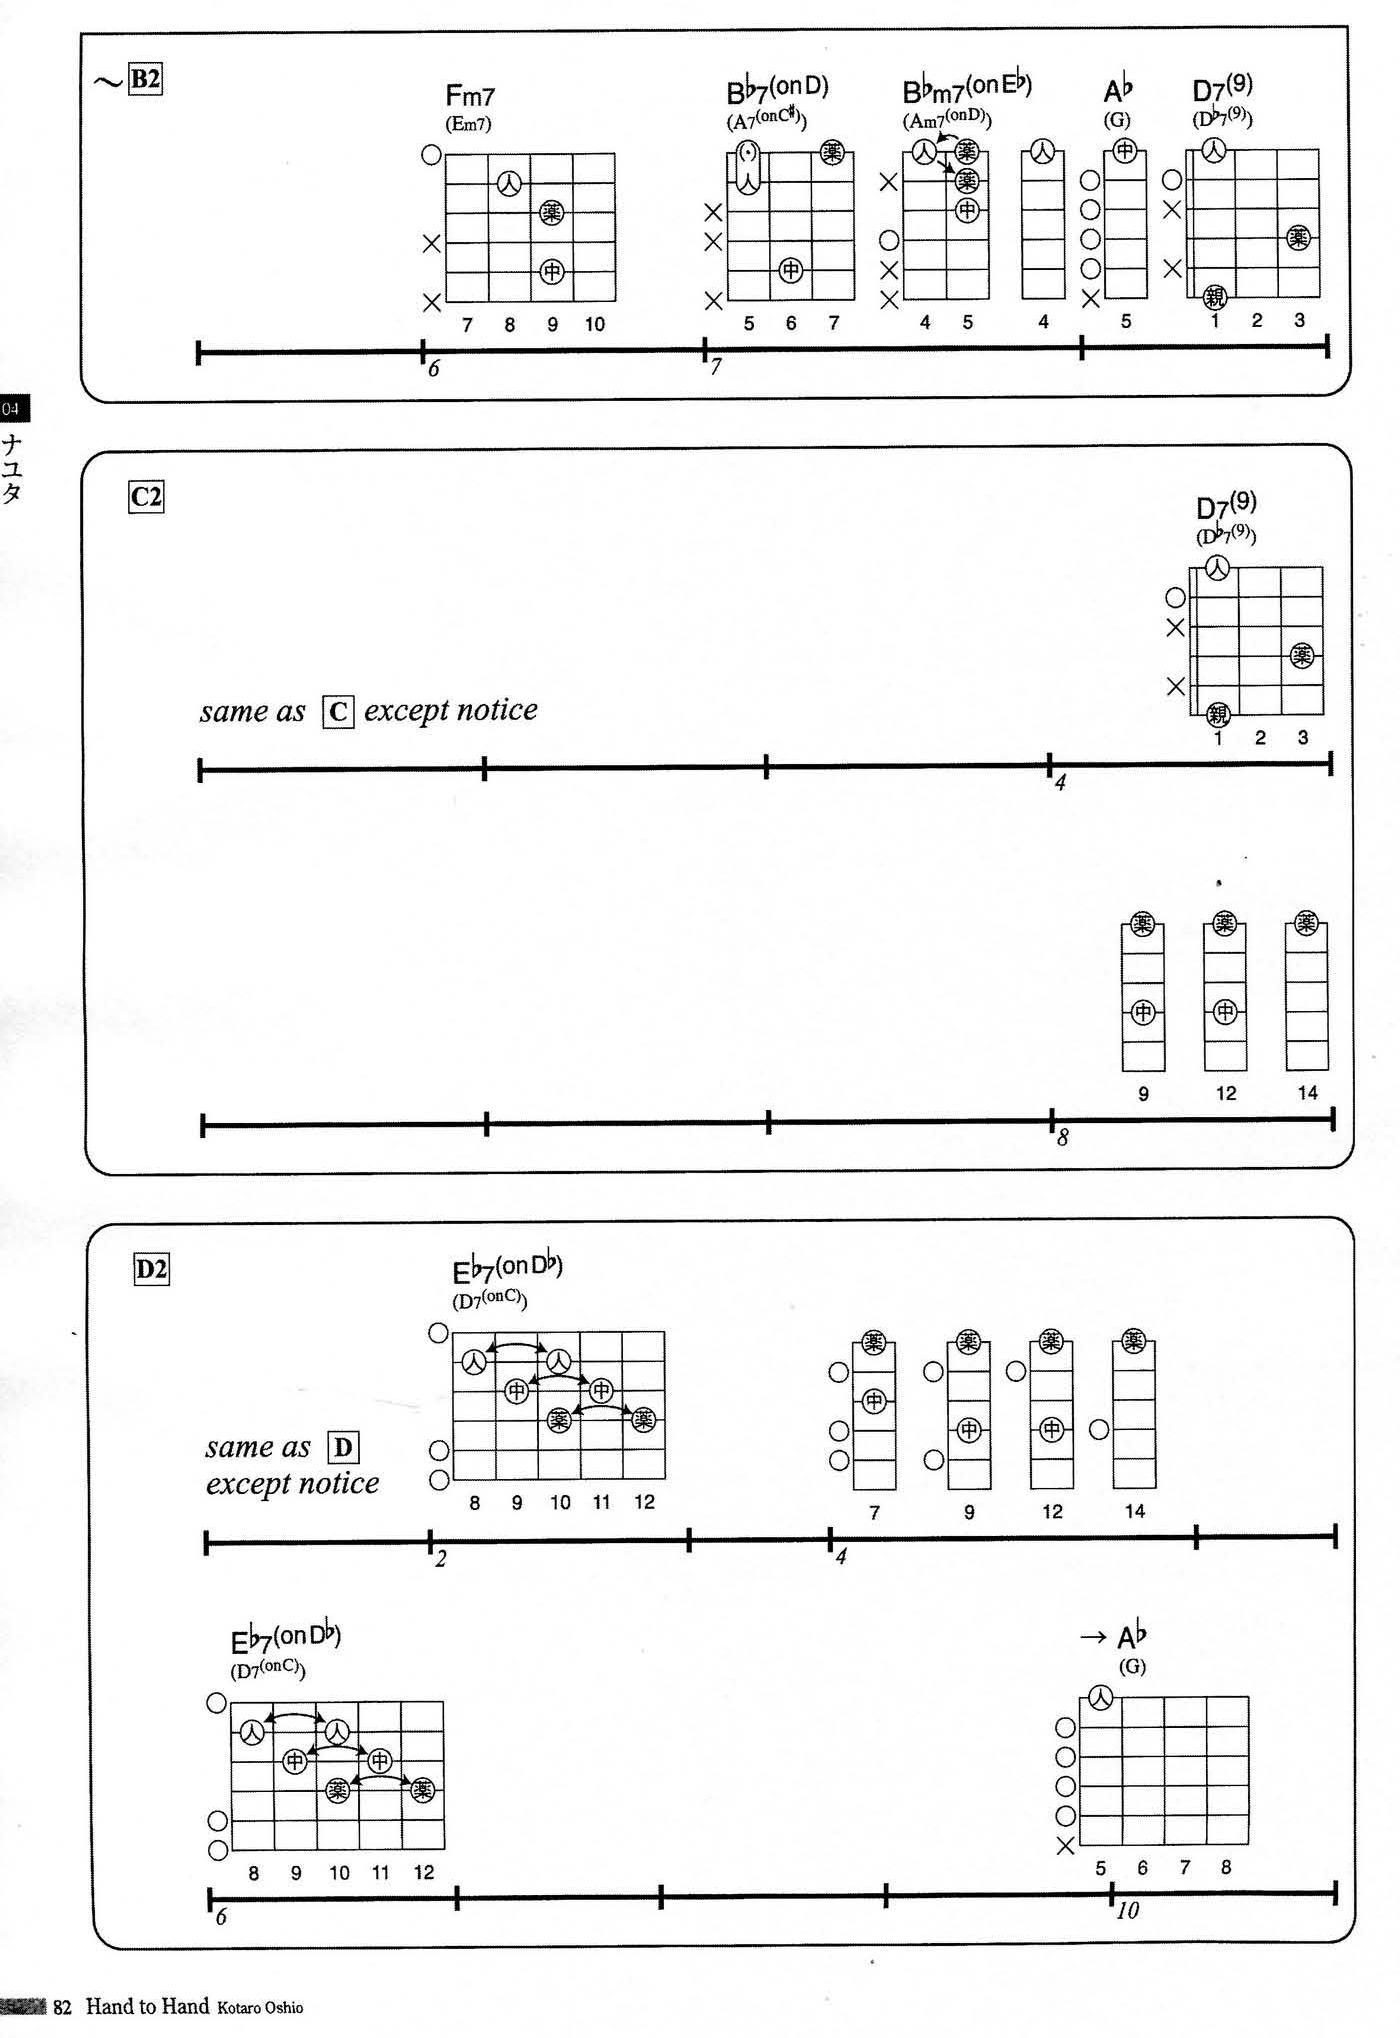 〜 B2
Fm7
(Em7)
B♭7(onD)
(A7(onC♯))
B♭m7(onE♭)
(Am7(onD))
A♭
(G)
D7(9)
(D♭7(9))
人
薬
中
7 8 9 10
人
薬
中
5 6 7
人 薬
薬
中
4 5
人
4
中
5
人
薬
親
1 2 3
6
7
04
ナユタ
C2
D7(9)
(D♭7(9))
人
薬
親
1 2 3
same as C except notice
4
薬 薬 薬
中 中
9 12 14
8
D2
E♭7(onD♭)
(D7(onC))
人 人
中 中
薬 薬
8 9 10 11 12
薬 薬 薬 薬
中
中 中
7 9 12 14
same as D
except notice
2
4
E♭7(onD♭)
(D7(onC))
人 人
中 中
薬 薬
8 9 10 11 12
→ A♭
(G)
人
5 6 7 8
6
10
82 Hand to Hand Kotaro Oshio